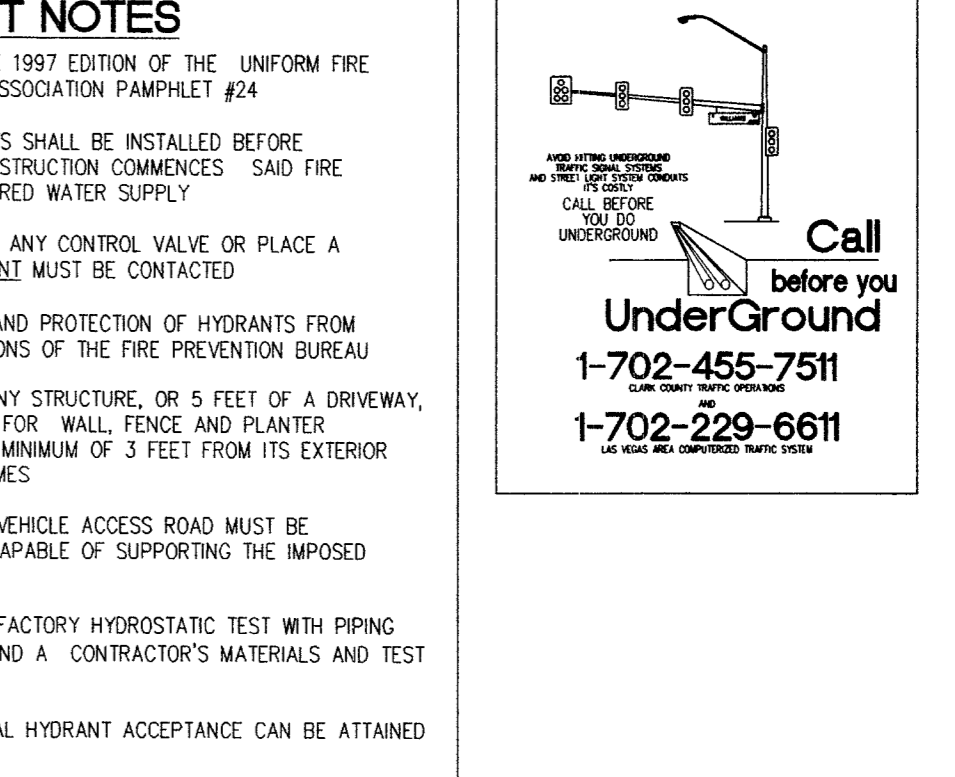 T NOTES
1997 EDITION OF THE UNIFORM FIRE
SSOCIATION PAMPHLET #24
S SHALL BE INSTALLED BEFORE
STRUCTION COMMENCES SAID FIRE
RED WATER SUPPLY
ANY CONTROL VALVE OR PLACE A
NT MUST BE CONTACTED
AND PROTECTION OF HYDRANTS FROM
ONS OF THE FIRE PREVENTION BUREAU
NY STRUCTURE, OR 5 FEET OF A DRIVEWAY,
FOR WALL, FENCE AND PLANTER
MINIMUM OF 3 FEET FROM ITS EXTERIOR
MES
VEHICLE ACCESS ROAD MUST BE
APABLE OF SUPPORTING THE IMPOSED
FACTORY HYDROSTATIC TEST WITH PIPING
ND A CONTRACTOR'S MATERIALS AND TEST
AL HYDRANT ACCEPTANCE CAN BE ATTAINED
AVOID HITTING UNDERGROUND
TRAFFIC SIGNAL SYSTEMS
AND STREET LIGHT SYSTEM CONDUITS
IT'S COSTLY
CALL BEFORE
YOU DO
UNDERGROUND
Call
before you
UnderGround
1-702-455-7511
CLARK COUNTY TRAFFIC OPERATIONS
AND
1-702-229-6611
LAS VEGAS AREA COMPUTERIZED TRAFFIC SYSTEM